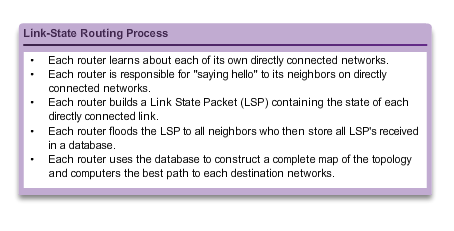 Link-State Routing Process
• Each router learns about each of its own directly connected networks.
• Each router is responsible for "saying hello" to its neighbors on directly
connected networks.
• Each router builds a Link State Packet (LSP) containing the state of each
directly connected link.
• Each router floods the LSP to all neighbors who then store all LSP's received
in a database.
• Each router uses the database to construct a complete map of the topology
and computers the best path to each destination networks.